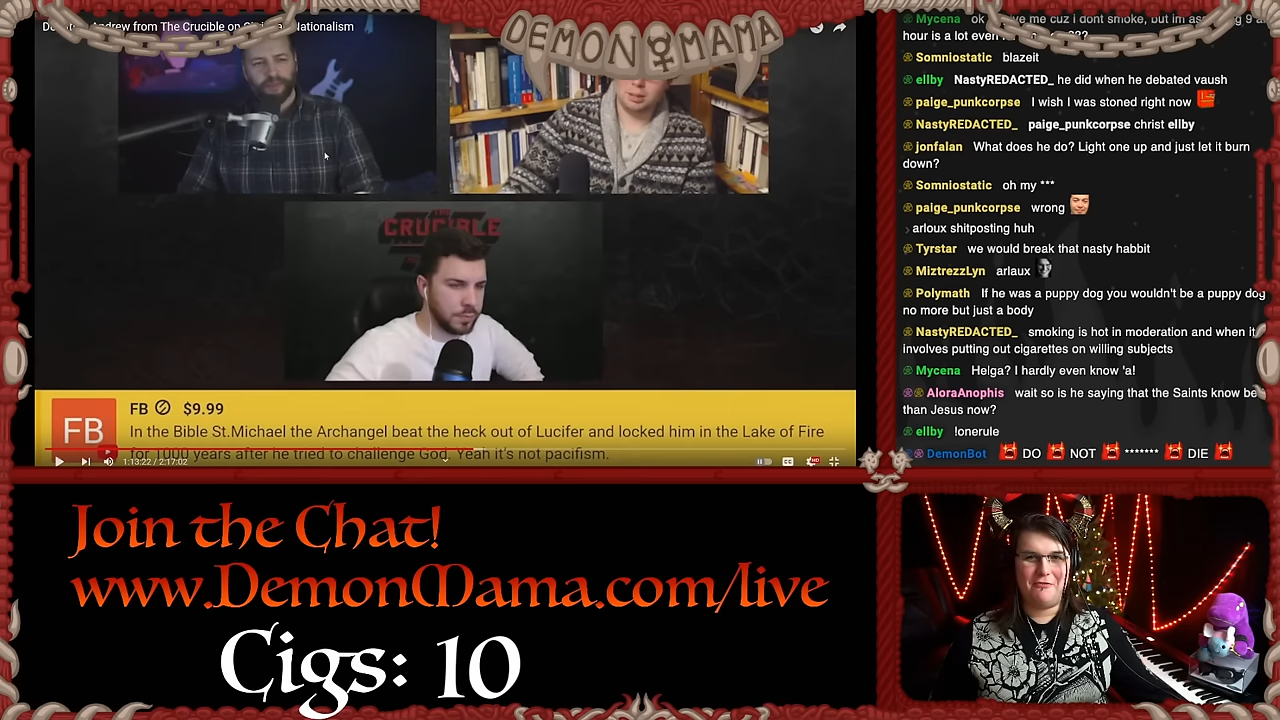 Andrew from The Crucible on
Nationalism
DEMON MAMA
THE
CRUCIBLE
FB $9.99
FB
In the Bible St.Michael the Archangel beat the heck out of Lucifer and locked him in the Lake of Fire
for 1000 years after he tried to challenge God. Yeah it's not pacifism.
1:13:22 / 2:17:02
CC
HD
Mycena ok me cuz i dont smoke, but im
hour is a lot even
Somniostatic blazeit
ellby NastyREDACTED_ he did when he debated vaush
paige_punkcorpse I wish I was stoned right now
NastyREDACTED_ paige_punkcorpse christ ellby
jonfalan What does he do? Light one up and just let it burn
down?
Somniostatic oh my ***
paige_punkcorpse wrong
arloux shitposting huh
Tyrstar we would break that nasty habbit
MiztrezzLyn arlaux
Polymath If he was a puppy dog you wouldn't be a puppy dog
no more but just a body
NastyREDACTED_ smoking is hot in moderation and when it
involves putting out cigarettes on willing subjects
Mycena Helga? I hardly even know 'a!
AloraAnophis wait so is he saying that the Saints know
than Jesus now?
ellby !onerule
DemonBot DO NOT ******* DIE
Join the Chat!
www.DemonMama.com/live
Cigs: 10